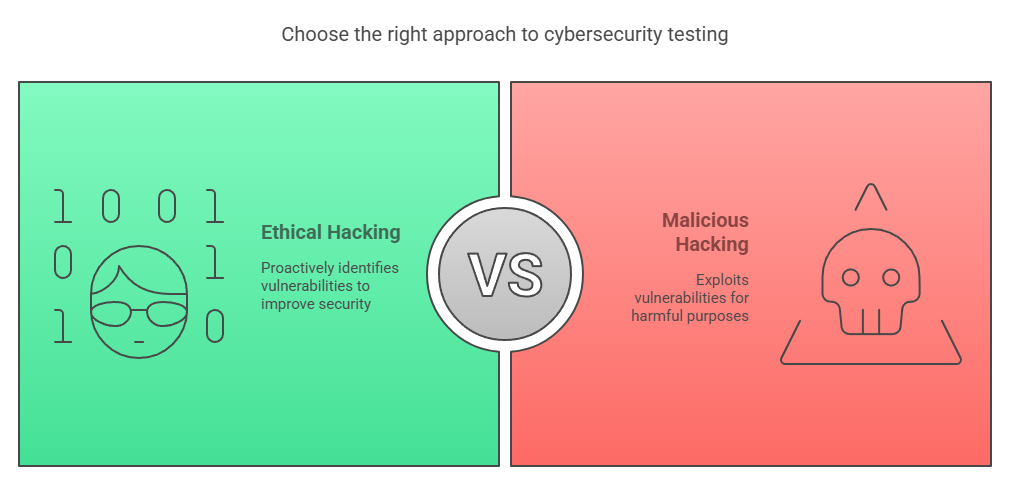 Choose the right approach to cybersecurity testing
1 0 0 1
0 1
1 0
Ethical Hacking
Proactively identifies
vulnerabilities to
improve security
VS
Malicious
Hacking
Exploits
vulnerabilities for
harmful purposes